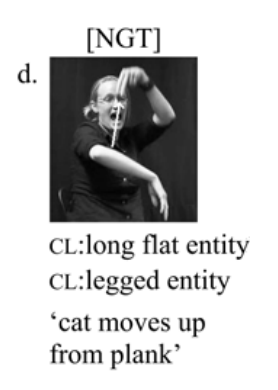 [NGT]
d.
CL:long flat entity
CL:legged entity
‘cat moves up
from plank’